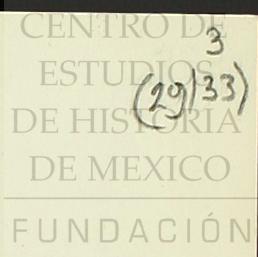 CENTRO DE
3
ESTUDIOS
(29/33)
DE HISTORIA
DE MEXICO
FUNDACIÓN